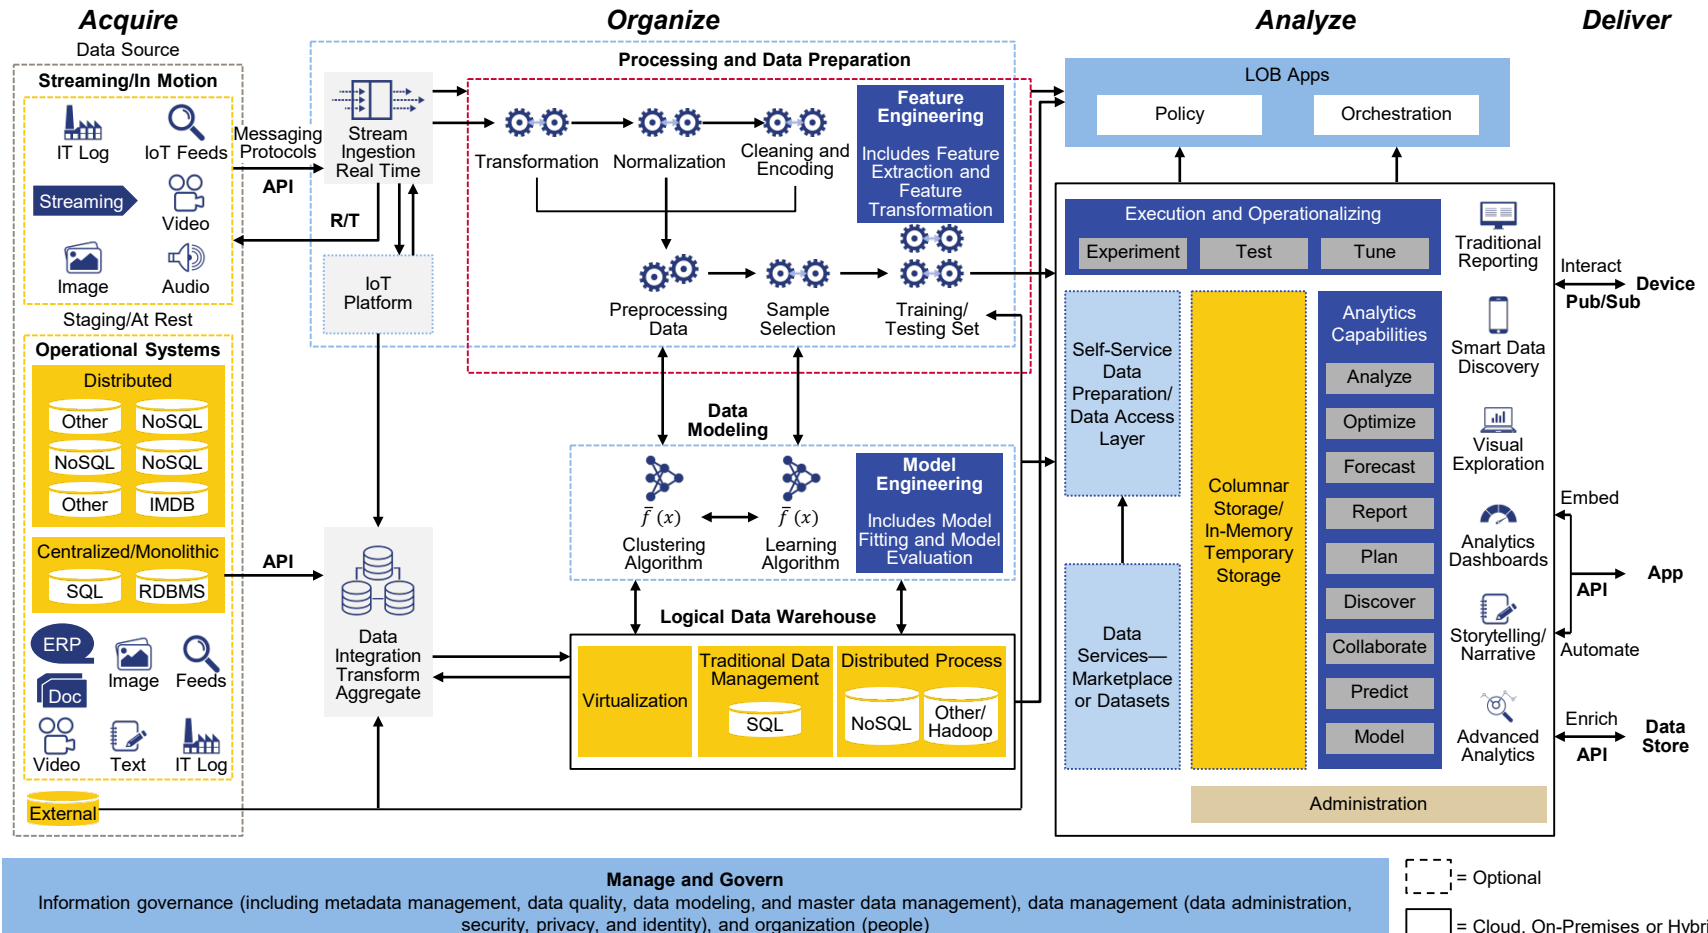 Acquire
Organize
Analyze
Deliver
Data Source
Streaming/In Motion
IT Log
IoT Feeds
Streaming
Video
Image
Audio
Staging/At Rest
Operational Systems
Distributed
Other
NoSQL
NoSQL
NoSQL
Other
IMDB
Centralized/Monolithic
SQL
RDBMS
ERP
Doc
Image
Feeds
Video
Text
IT Log
External
Messaging
Protocols
API
R/T
API
Stream
Ingestion
Real Time
IoT
Platform
Data
Integration
Transform
Aggregate
Processing and Data Preparation
Transformation
Normalization
Cleaning and
Encoding
Feature
Engineering
Includes Feature
Extraction and
Feature
Transformation
Preprocessing
Data
Sample
Selection
Training/
Testing Set
Data
Modeling
f̄ (x)
Clustering
Algorithm
f̄ (x)
Learning
Algorithm
Model
Engineering
Includes Model
Fitting and Model
Evaluation
Logical Data Warehouse
Virtualization
Traditional Data
Management
SQL
Distributed Process
NoSQL
Other/
Hadoop
LOB Apps
Policy
Orchestration
Execution and Operationalizing
Experiment
Test
Tune
Self-Service
Data
Preparation/
Data Access
Layer
Data
Services—
Marketplace
or Datasets
Columnar
Storage/
In-Memory
Temporary
Storage
Analytics
Capabilities
Analyze
Optimize
Forecast
Report
Plan
Discover
Collaborate
Predict
Model
Traditional
Reporting
Smart Data
Discovery
Visual
Exploration
Analytics
Dashboards
Storytelling/
Narrative
Advanced
Analytics
Administration
Interact
Pub/Sub
Device
Embed
API
App
Automate
Enrich
API
Data
Store
Manage and Govern
Information governance (including metadata management, data quality, data modeling, and master data management), data management (data administration,
security, privacy, and identity), and organization (people)
= Optional
= Cloud, On-Premises or Hybri